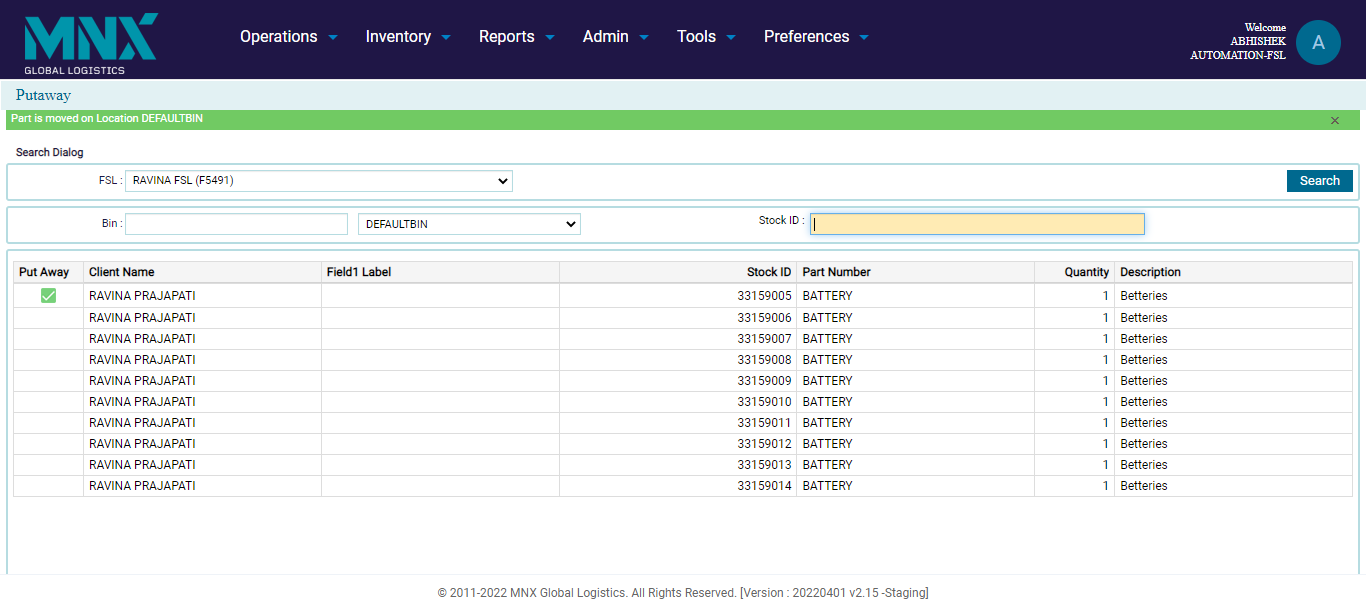 MNX
GLOBAL LOGISTICS
Operations Inventory Reports Admin Tools Preferences
Welcome
ABHISHEK
AUTOMATION-FSL
A
Putaway
Part is moved on Location DEFAULTBIN ×
Search Dialog
FSL : RAVINA FSL (F5491) Search
Bin : DEFAULTBIN Stock ID :
Put Away Client Name Field1 Label Stock ID Part Number Quantity Description
RAVINA PRAJAPATI 33159005 BATTERY 1 Betteries
RAVINA PRAJAPATI 33159006 BATTERY 1 Betteries
RAVINA PRAJAPATI 33159007 BATTERY 1 Betteries
RAVINA PRAJAPATI 33159008 BATTERY 1 Betteries
RAVINA PRAJAPATI 33159009 BATTERY 1 Betteries
RAVINA PRAJAPATI 33159010 BATTERY 1 Betteries
RAVINA PRAJAPATI 33159011 BATTERY 1 Betteries
RAVINA PRAJAPATI 33159012 BATTERY 1 Betteries
RAVINA PRAJAPATI 33159013 BATTERY 1 Betteries
RAVINA PRAJAPATI 33159014 BATTERY 1 Betteries
© 2011-2022 MNX Global Logistics. All Rights Reserved. [Version : 20220401 v2.15 -Staging]